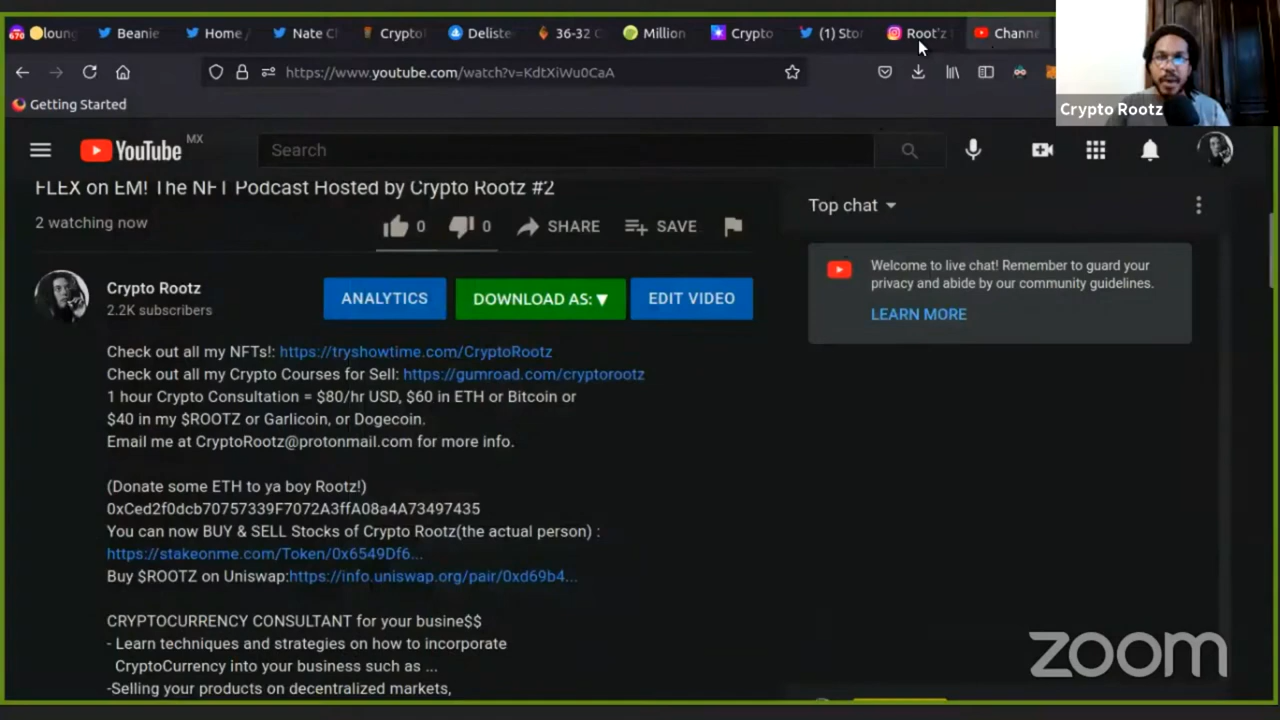 loung
Beanie
Home /
Nate C
Crypto
Deliste
36-32
Million
Crypto
(1) Sto
Root'z
Chann
https://www.youtube.com/watch?v=KdtXiWu0CaA
Getting Started
Crypto Rootz
YouTube MX
Search
FLEX on EM! The NFT Podcast Hosted by Crypto Rootz #2
2 watching now
0
0
SHARE
SAVE
Top chat
Welcome to live chat! Remember to guard your
privacy and abide by our community guidelines.
LEARN MORE
Crypto Rootz
2.2K subscribers
ANALYTICS
DOWNLOAD AS: ▼
EDIT VIDEO
Check out all my NFTs!: https://tryshowtime.com/CryptoRootz
Check out all my Crypto Courses for Sell: https://gumroad.com/cryptorootz
1 hour Crypto Consultation = $80/hr USD, $60 in ETH or Bitcoin or
$40 in my $ROOTZ or Garlicoin, or Dogecoin.
Email me at CryptoRootz@protonmail.com for more info.
(Donate some ETH to ya boy Rootz!)
0xCed2f0dcb70757339F7072A3ffA08a4A73497435
You can now BUY & SELL Stocks of Crypto Rootz(the actual person) :
https://stakeonme.com/Token/0x6549Df6...
Buy $ROOTZ on Uniswap:https://info.uniswap.org/pair/0xd69b4...
CRYPTOCURRENCY CONSULTANT for your busine$$
- Learn techniques and strategies on how to incorporate
CryptoCurrency into your business such as ...
-Selling your products on decentralized markets,
zoom